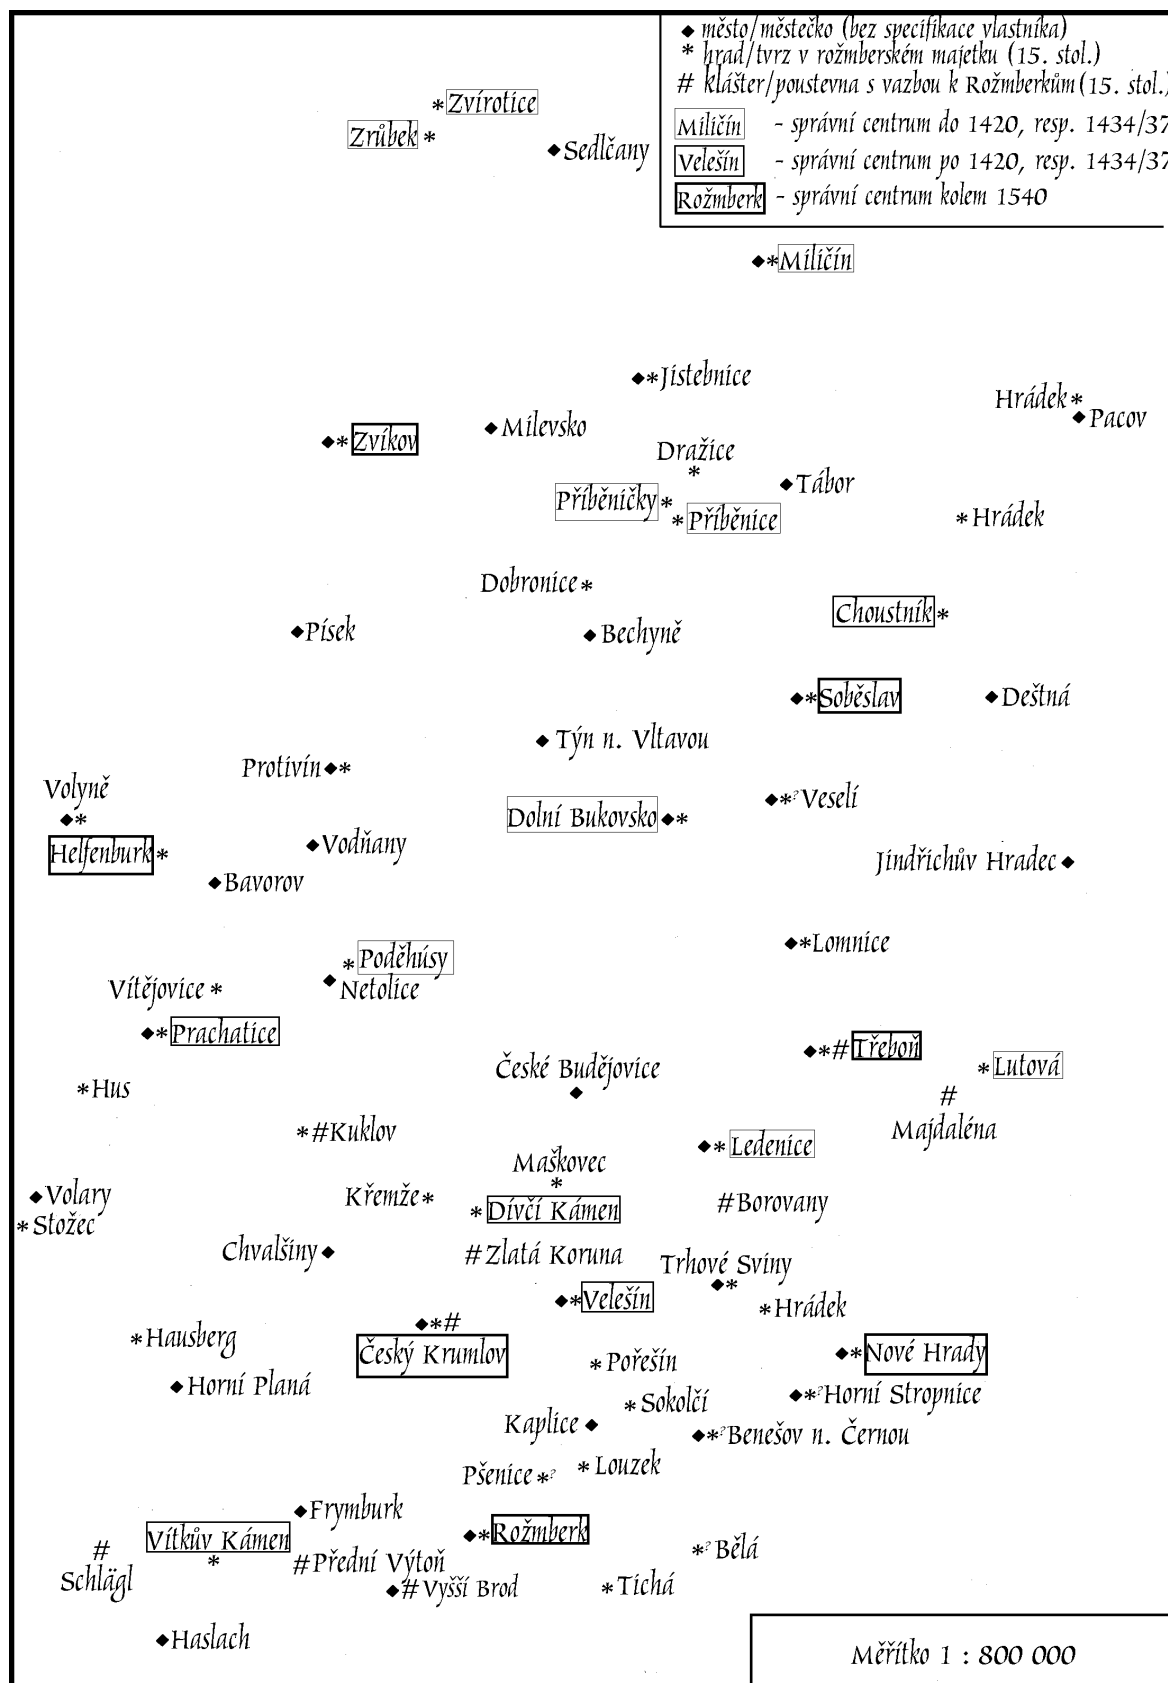 ◆ město/městečko (bez specifikace vlastníka)
* hrad/tvrz v rožmberském majetku (15. stol.)
# klášter/poustevna s vazbou k Rožmberkům (15. stol.)
Miličín - správní centrum do 1420, resp. 1434/37
Velešín - správní centrum po 1420, resp. 1434/37
Rožmberk - správní centrum kolem 1540
*Zvírotice
Zrůbek *
◆Sedlčany
◆*Miličín
◆*Jistebnice
Hrádek *
◆Pacov
◆*Zvíkov
◆Milevsko
Dražice
*
◆Tábor
Příběničky *
*Příběnice
*Hrádek
Dobronice *
Choustník *
◆Písek
◆Bechyně
◆*Soběslav
◆Deštná
◆Týn n. Vltavou
Protivín ◆*
Volyně
◆*
◆*?Veselí
Dolní Bukovsko ◆*
Helfenburk *
◆Vodňany
Jindřichův Hradec ◆
◆Bavorov
◆*Lomnice
*Poděhúsy
◆Netolice
Vítějovice *
◆*Prachatice
◆*#Třeboň
České Budějovice
◆
*Lutová
*Hus
#
Majdaléna
*#Kuklov
◆*Ledenice
Maškovec
*
◆Volary
Křemže *
*Dívčí Kámen
#Borovany
*Stožec
Chvalšiny ◆
#Zlatá Koruna
Trhové Sviny
◆*
◆*Velešín
*Hrádek
◆*#
Český Krumlov
*Hausberg
◆*Nové Hrady
*Pořešín
◆Horní Planá
◆*?Horní Stropnice
*Sokolčí
Kaplice ◆
◆*?Benešov n. Černou
*Louzek
Pšenice *?
◆Frymburk
Vítkův Kámen
*
◆*Rožmberk
*?Bělá
#
Schlägl
#Přední Výtoň
◆#Vyšší Brod
*Tichá
◆Haslach
Měřítko 1 : 800 000